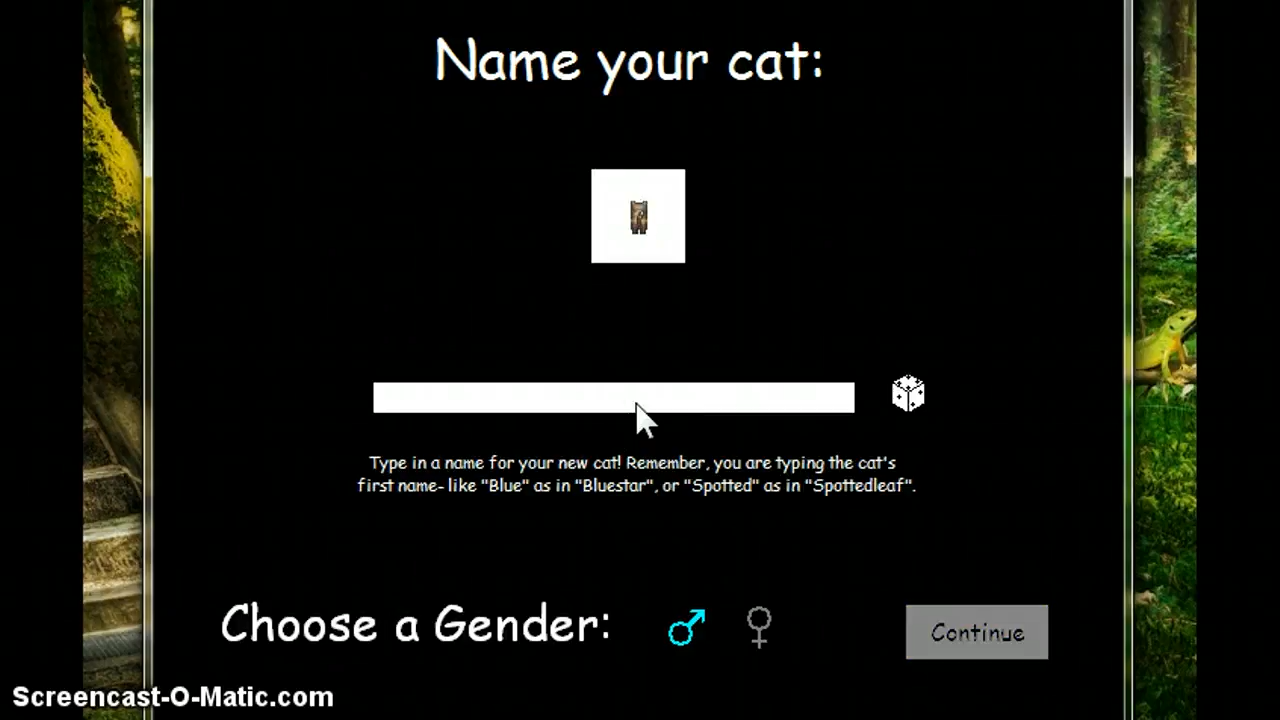 Name your cat:
Type in a name for your new cat! Remember, you are typing the cat's
first name- like "Blue" as in "Bluestar", or "Spotted" as in "Spottedleaf".
Choose a Gender:
Continue
Screencast-O-Matic.com